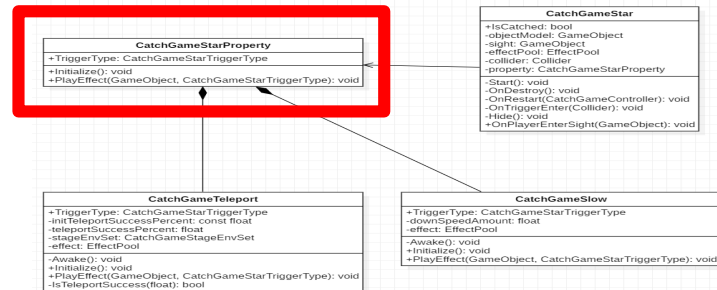 CatchGameStarProperty
+TriggerType: CatchGameStarTriggerType
+Initialize(): void
+PlayEffect(GameObject, CatchGameStarTriggerType): void
CatchGameStar
+IsCatched: bool
-objectModel: GameObject
-sight: GameObject
-effectPool: EffectPool
-collider: Collider
-property: CatchGameStarProperty
-Start(): void
-OnDestroy(): void
-OnRestart(CatchGameController): void
-OnTriggerEnter(Collider): void
-Hide(): void
+OnPlayerEnterSight(GameObject): void
CatchGameTeleport
+TriggerType: CatchGameStarTriggerType
-initTeleportSuccessPercent: const float
-teleportSuccessPercent: float
-stageEnvSet: CatchGameStageEnvSet
-effect: EffectPool
-Awake(): void
+Initialize(): void
+PlayEffect(GameObject, CatchGameStarTriggerType): void
-IsTeleportSuccess(float): bool
CatchGameSlow
+TriggerType: CatchGameStarTriggerType
-downSpeedAmount: float
-effect: EffectPool
-Awake(): void
+Initialize(): void
+PlayEffect(GameObject, CatchGameStarTriggerType): void